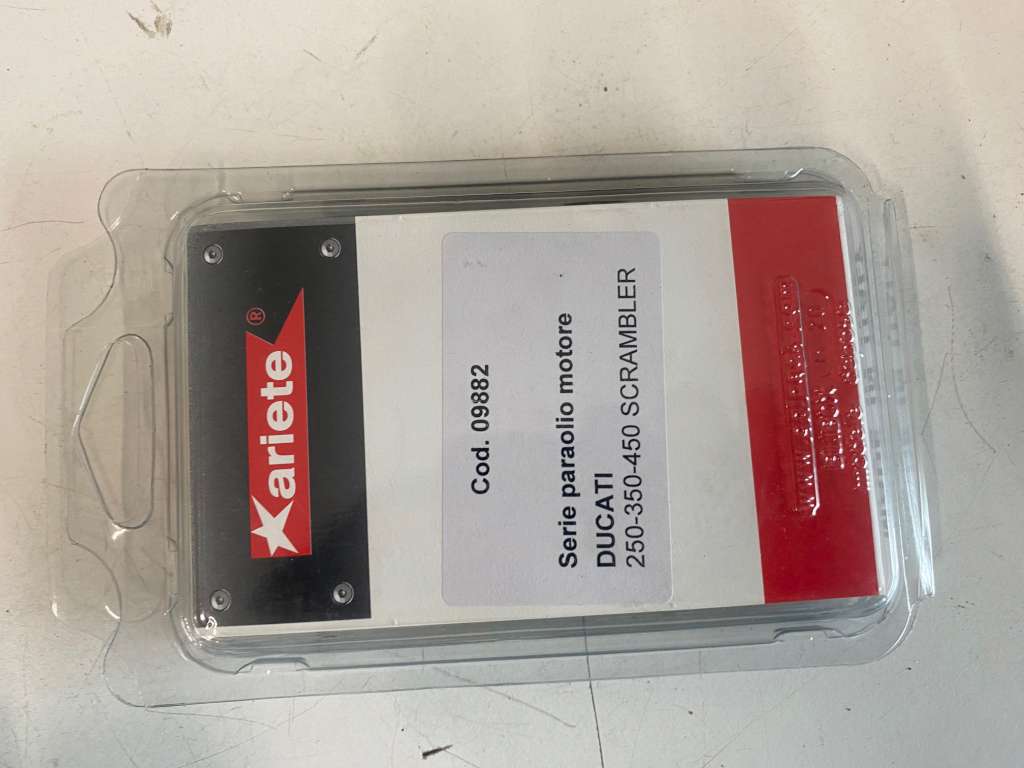 ariete®
Cod. 09882
Serie paraolio motore
DUCATI
250-350-450 SCRAMBLER